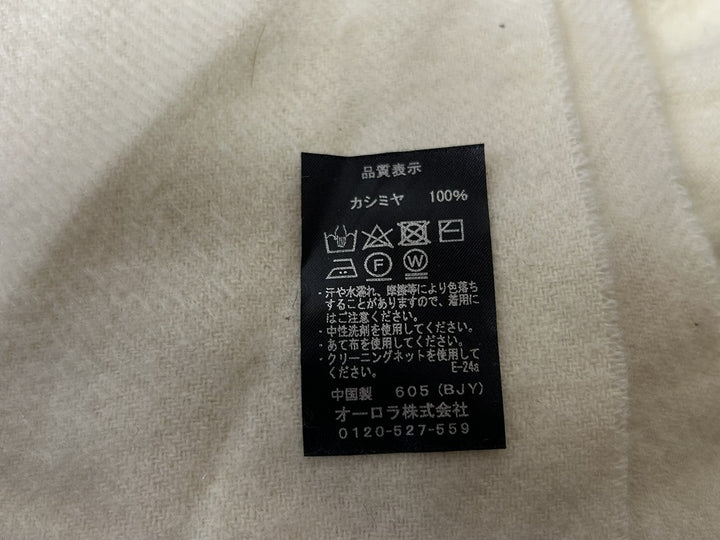 品質表示
カシミヤ 100%
F W
・汗や水濡れ、摩擦等により色落ち
することがありますので、着用に
はご注意ください。
・中性洗剤を使用してください。
・あて布を使用してください。
・クリーニングネットを使用して
ください。 E-24a
中国製 605(BJY)
オーロラ株式会社
0120-527-559